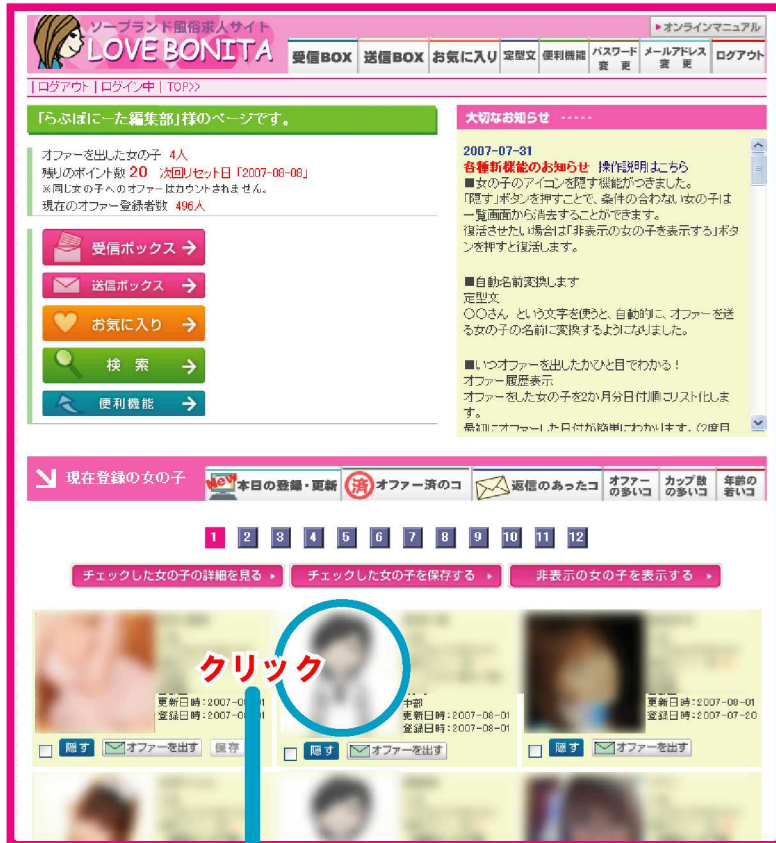 ソープランド風俗求人サイト
LOVE BONITA
▶オンラインマニュアル
受信BOX 送信BOX お気に入り 定型文 便利機能 パスワード変更 メールアドレス変更 ログアウト
|ログアウト|ログイン中|TOP>>
「らぶぼにーた編集部」様のページです。
オファーを出した女の子 4人
残りのポイント数 20 次回リセット日「2007-08-08」
※同じ女の子へのオファーはカウントされません。
現在のオファー登録者数 496人
受信ボックス →
送信ボックス →
お気に入り →
検 索 →
便利機能 →
大切なお知らせ ‥‥‥
2007-07-31
各種新機能のお知らせ 操作説明はこちら
■女の子のアイコンを隠す機能がつきました。
「隠す」ボタンを押すことで、条件の合わない女の子は
一覧画面から消去することができます。
復活させたい場合は「非表示の女の子を表示する」ボタ
ンを押すと復活します。
■自動名前変換します
定型文
〇〇さん という文字を使うと、自動的に、オファーを送
る女の子の名前に変換するようになりました。
■いつオファーを出したかひと目でわかる!
オファー履歴表示
オファーをした女の子を2か月分日付順にリスト化しま
す。
最初にオファーした日付が簡単にわかります。(2度目
現在登録の女の子
New 本日の登録・更新 済 オファー済のコ 返信のあったコ オファーの多いコ カップ数の多いコ 年齢の若いコ
1 2 3 4 5 6 7 8 9 10 11 12
チェックした女の子の詳細を見る チェックした女の子を保存する 非表示の女の子を表示する
クリック
更新日時:2007-0
登録日時:2007-0
隠す オファーを出す 保存
中部
更新日時:2007-08-01
登録日時:2007-08-01
隠す オファーを出す
更新日時:2007-08-01
登録日時:2007-07-20
隠す オファーを出す